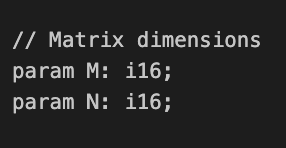 // Matrix dimensions
param M: i16;
param N: i16;